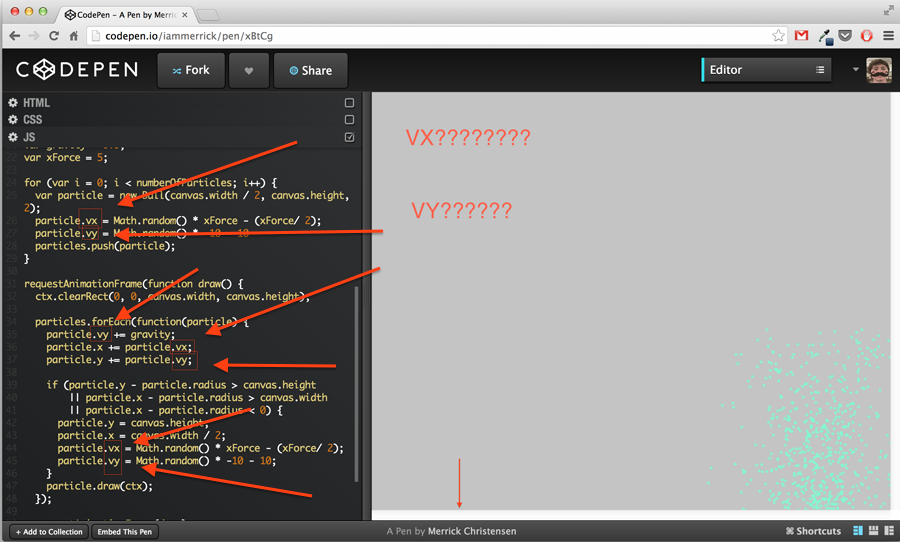 CodePen - A Pen by Merrick
codepen.io/iammerrick/pen/xBtCg
CODEPEN
Fork
Share
Editor
HTML
CSS
JS
VX????????
VY??????
22 var xForce = 5;
for (var i = 0; i < numberOfParticles; i++) {
var particle = new Ball(canvas.width / 2, canvas.height,
2);
particle.vx = Math.random() * xForce - (xForce/ 2);
particle.vy = Math.random() * -10 - 10;
particles.push(particle);
}
requestAnimationFrame(function draw() {
ctx.clearRect(0, 0, canvas.width, canvas.height);
particles.forEach(function(particle) {
particle.vy += gravity;
particle.x += particle.vx;
particle.y += particle.vy;
if (particle.y - particle.radius > canvas.height
|| particle.x - particle.radius > canvas.width
|| particle.x - particle.radius < 0) {
particle.y = canvas.height;
particle.x = canvas.width / 2;
particle.vx = Math.random() * xForce - (xForce/ 2);
particle.vy = Math.random() * -10 - 10;
}
particle.draw(ctx);
});
+ Add to Collection
Embed This Pen
A Pen by Merrick Christensen
⌘ Shortcuts